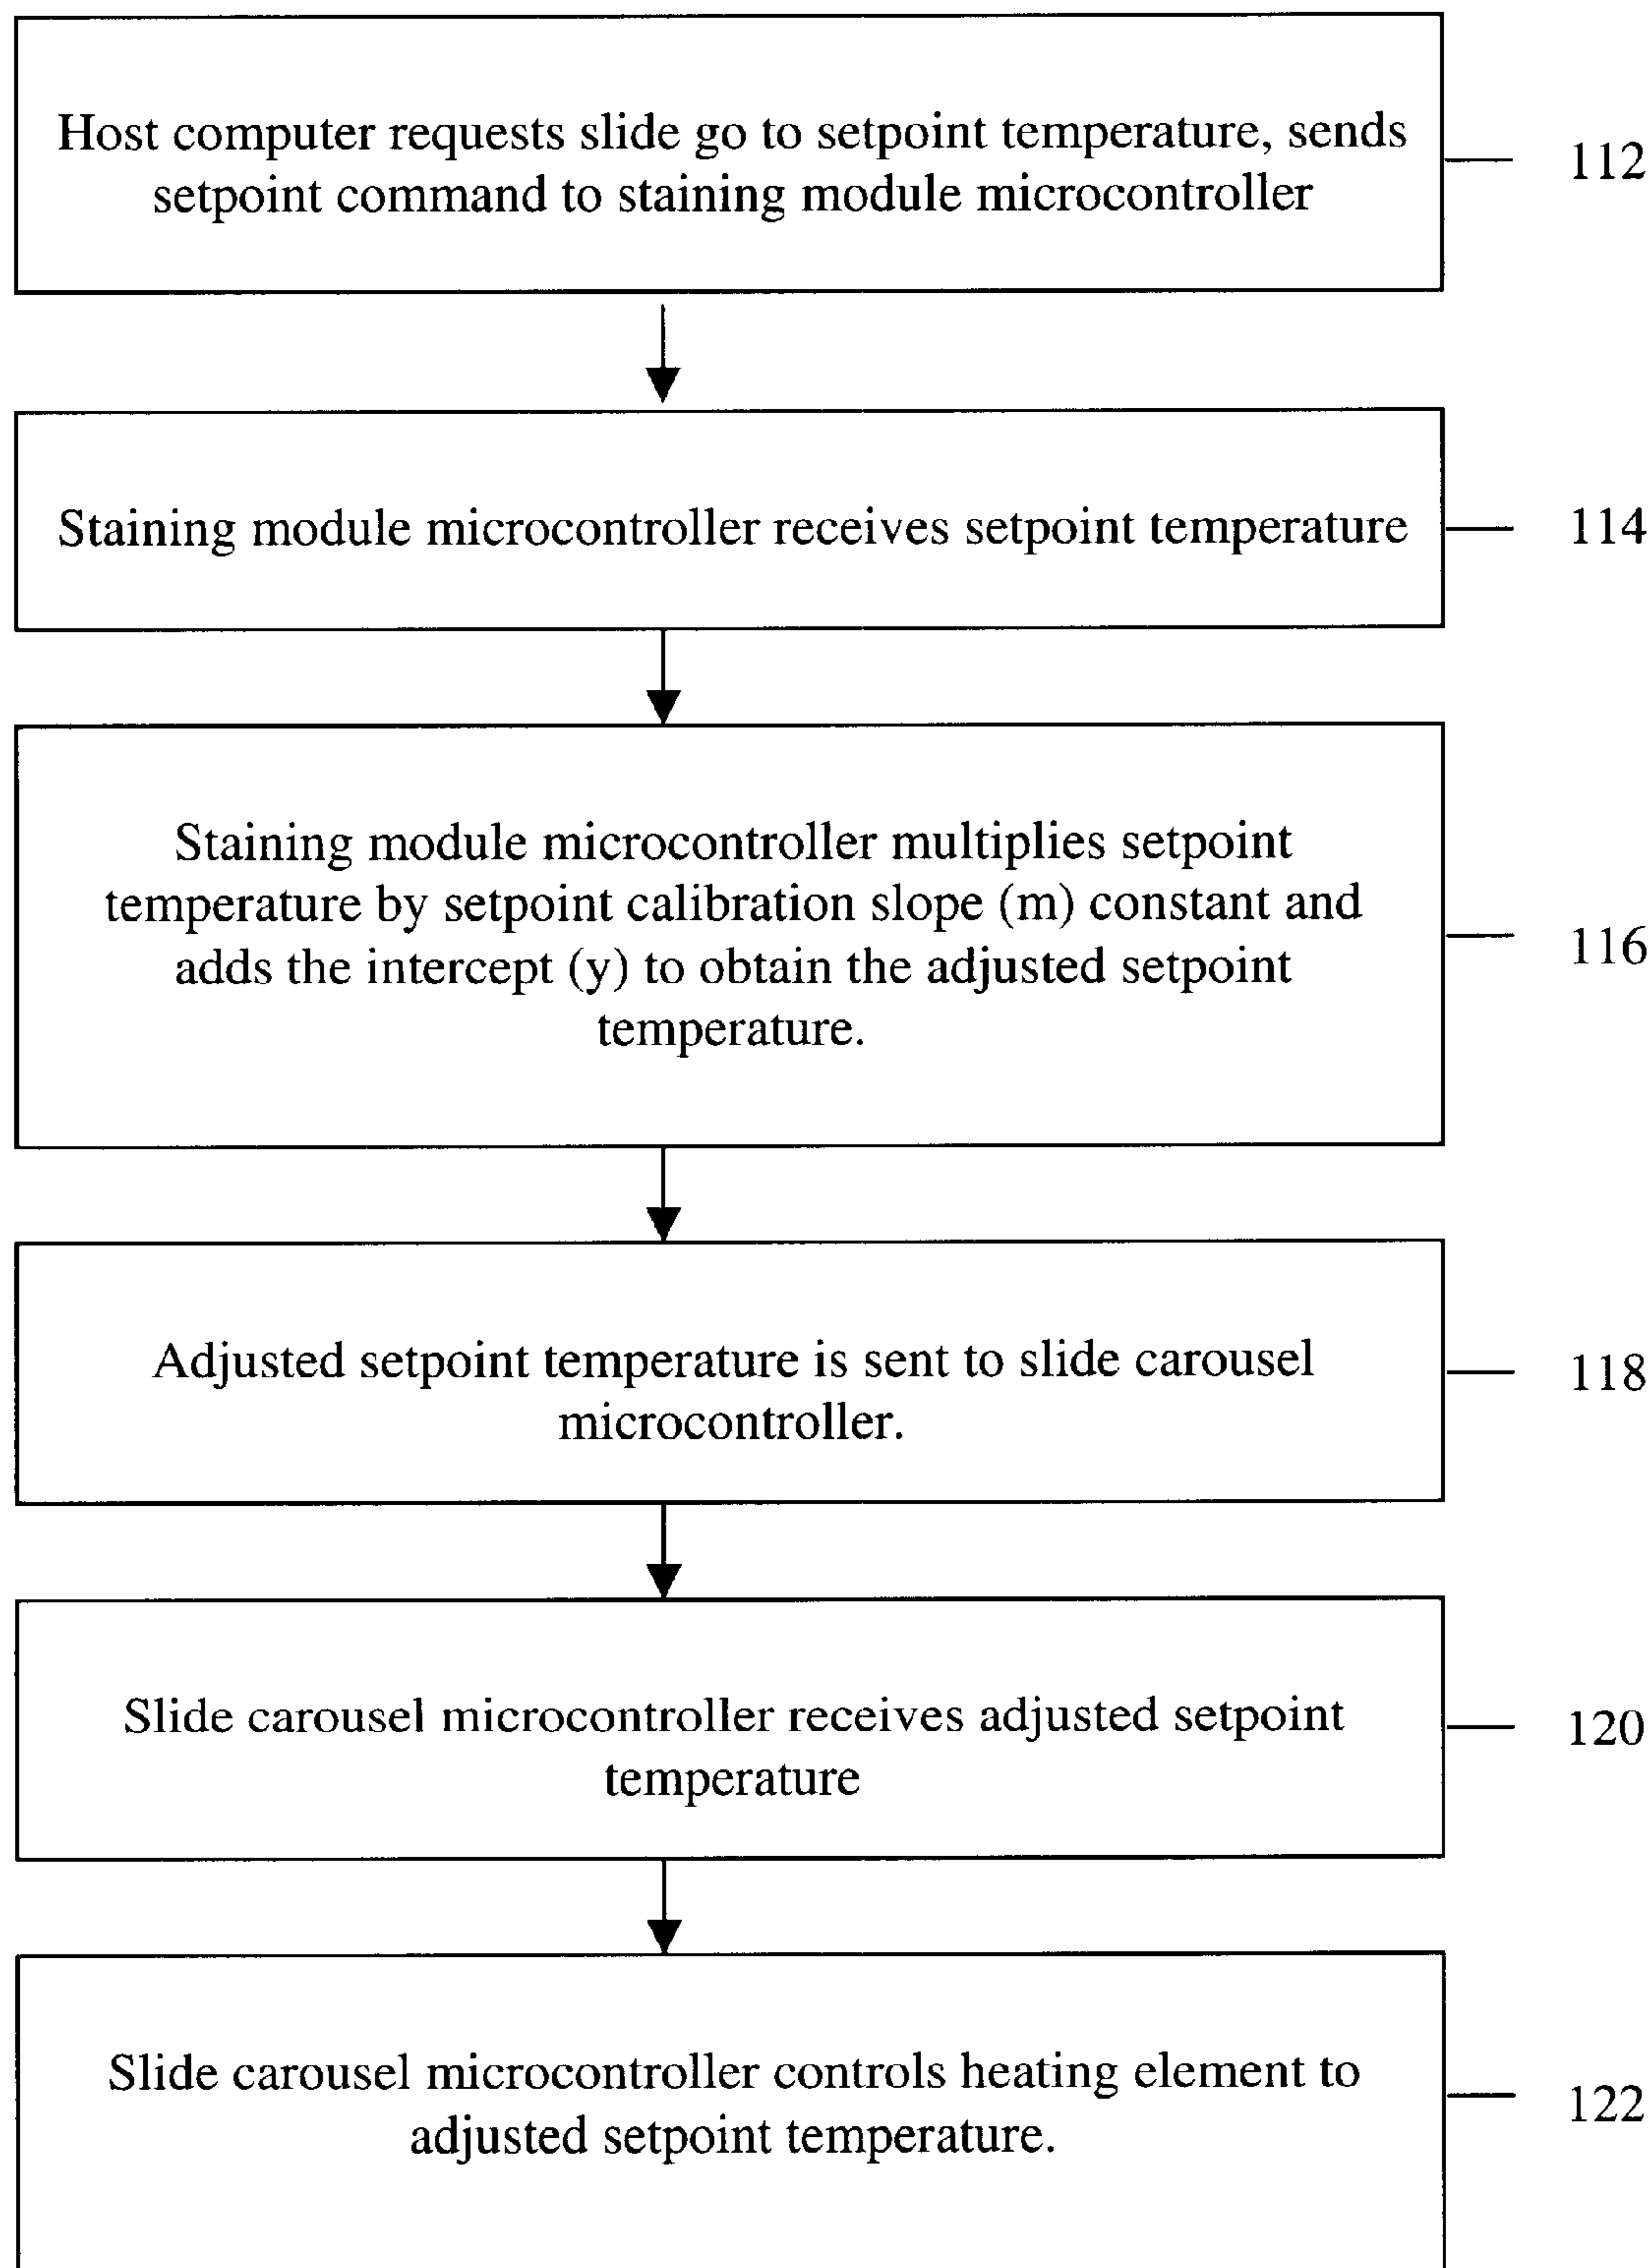 Host computer requests slide go to setpoint temperature, sends
setpoint command to staining module microcontroller
112
Staining module microcontroller receives setpoint temperature
114
Staining module microcontroller multiplies setpoint
temperature by setpoint calibration slope (m) constant and
adds the intercept (y) to obtain the adjusted setpoint
temperature.
116
Adjusted setpoint temperature is sent to slide carousel
microcontroller.
118
Slide carousel microcontroller receives adjusted setpoint
temperature
120
Slide carousel microcontroller controls heating element to
adjusted setpoint temperature.
122